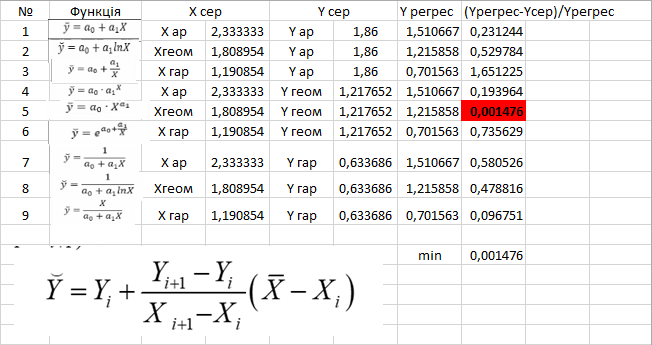 № Функція Х сер Y сер Y регрес (Yрегрес-Yсер)/Yрегрес
1 y̆ = a₀ + a₁X Х ар 2,333333 Y ар 1,86 1,510667 0,231244
2 y̆ = a₀ + a₁lnX Хгеом 1,808954 Y ар 1,86 1,215858 0,529784
3 y̆ = a₀ + a₁/X Х гар 1,190854 Y ар 1,86 0,701563 1,651225
4 y̆ = a₀ · a₁ˣ Х ар 2,333333 Y геом 1,217652 1,510667 0,193964
5 y̆ = a₀ · Xᵃ¹ Хгеом 1,808954 Y геом 1,217652 1,215858 0,001476
6 y̆ = e^(a₀+a₁/X) Х гар 1,190854 Y геом 1,217652 0,701563 0,735629
7 y̆ = 1/(a₀ + a₁X) Х ар 2,333333 Y гар 0,633686 1,510667 0,580526
8 y̆ = 1/(a₀ + a₁lnX) Хгеом 1,808954 Y гар 0,633686 1,215858 0,478816
9 y̆ = X/(a₀ + a₁X) Х гар 1,190854 Y гар 0,633686 0,701563 0,096751
min 0,001476
Y̆ = Yᵢ + (Yᵢ₊₁ − Yᵢ)/(Xᵢ₊₁ − Xᵢ) (X̄ − Xᵢ)